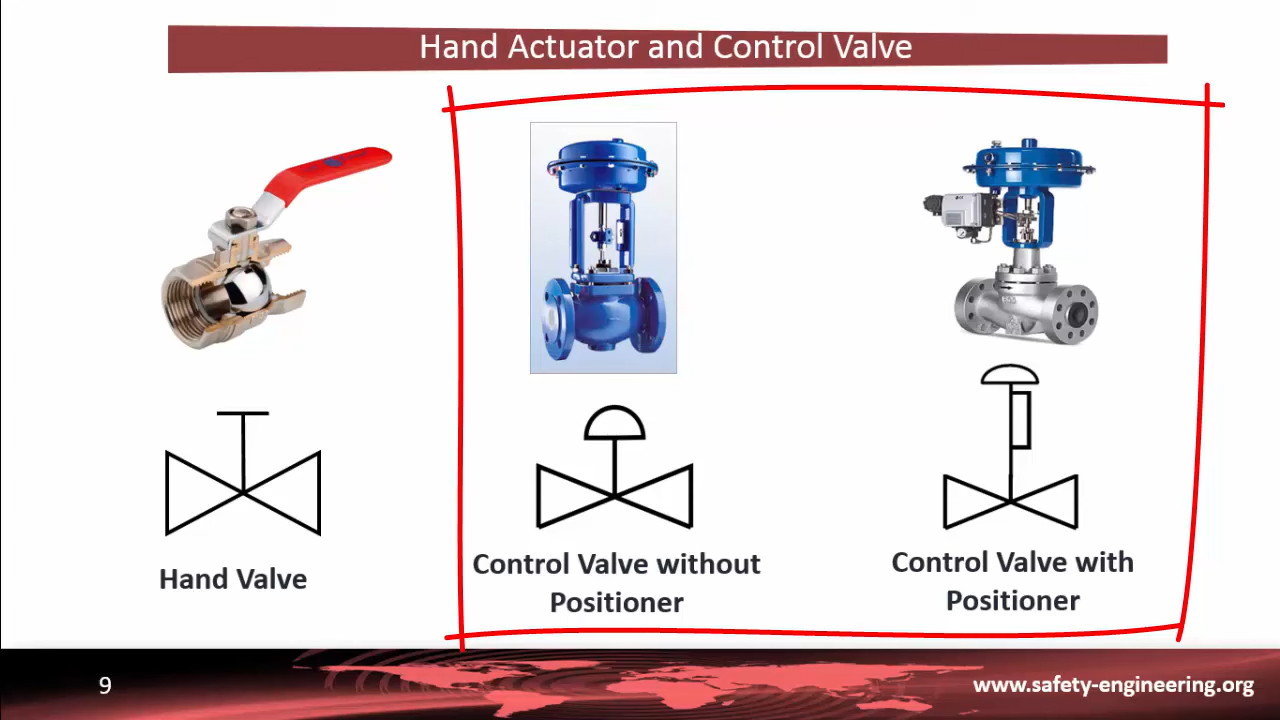 Hand Actuator and Control Valve
Hand Valve
Control Valve without
Positioner
Control Valve with
Positioner
9
www.safety-engineering.org